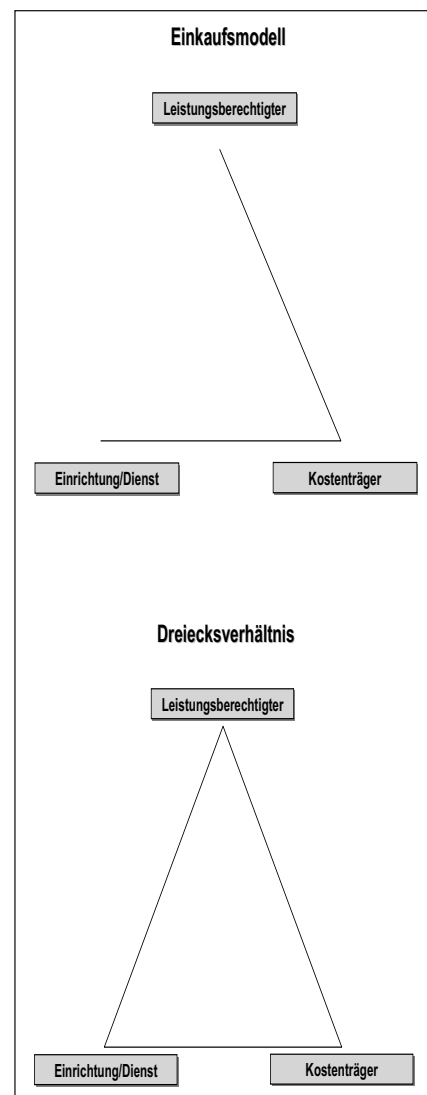 Einkaufsmodell
Leistungsberechtigter
Einrichtung/Dienst
Kostenträger
Dreiecksverhältnis
Leistungsberechtigter
Einrichtung/Dienst
Kostenträger